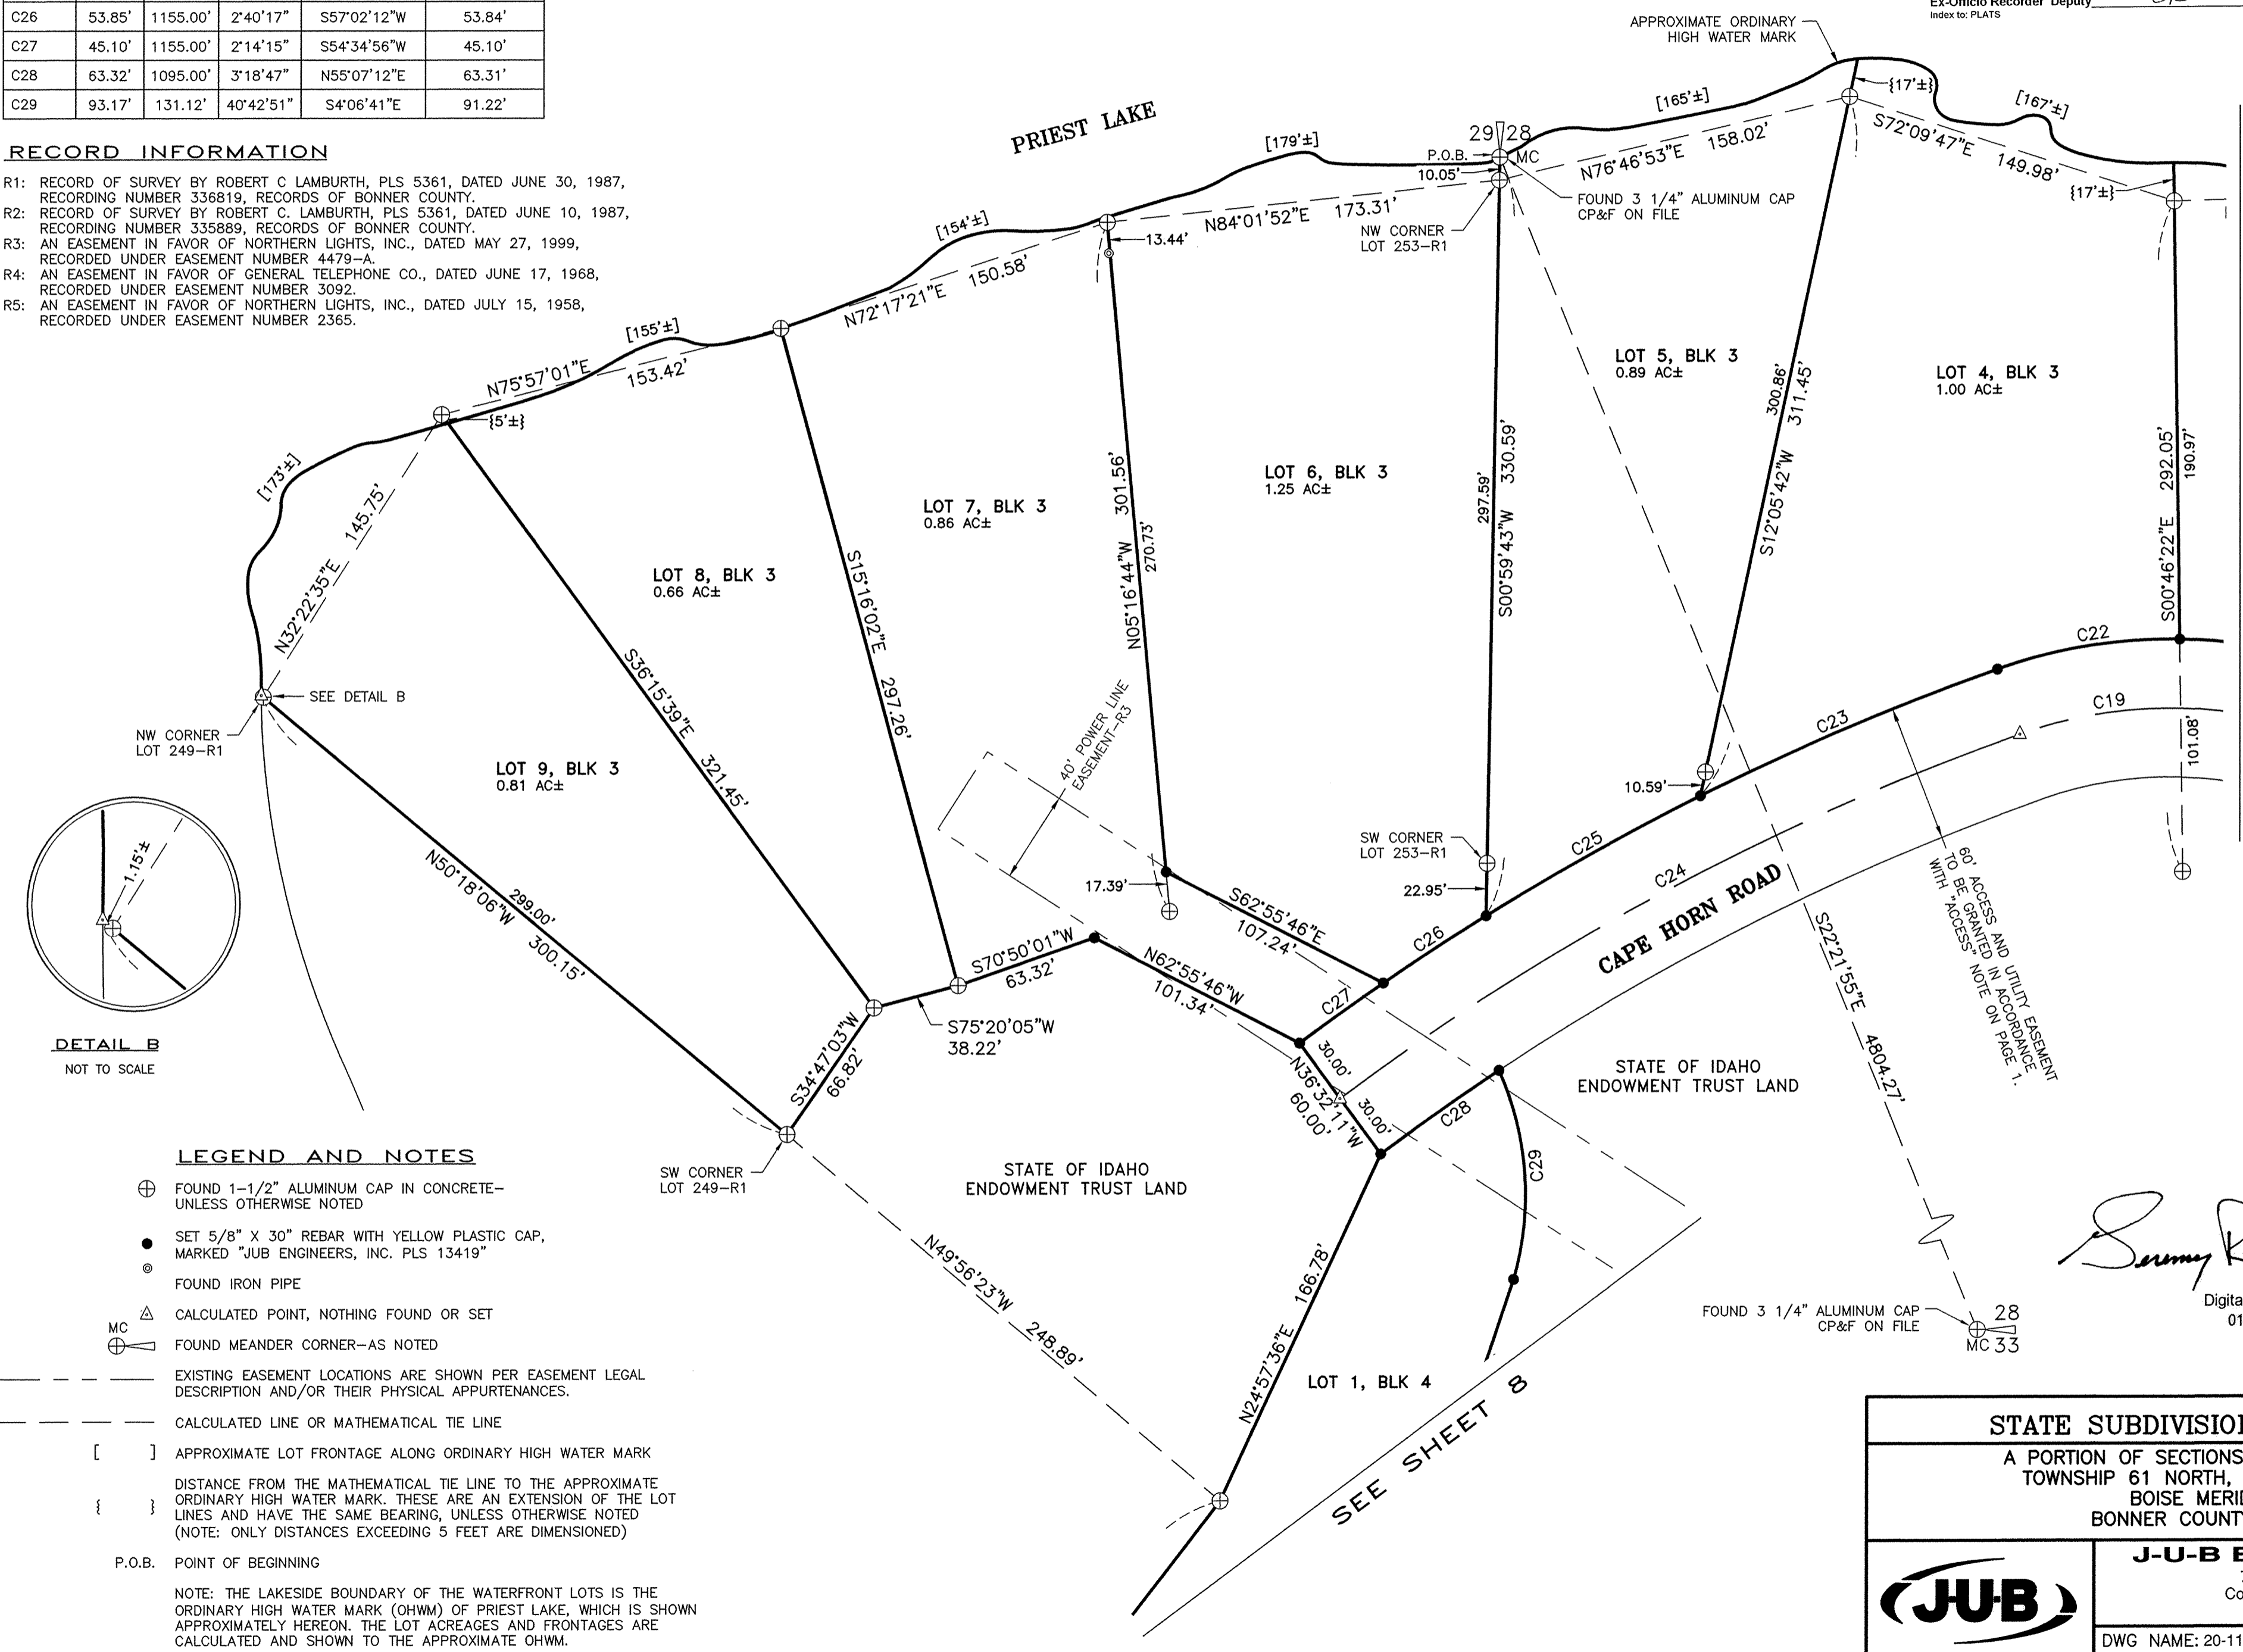 C26 53.85' 1155.00' 2°40'17" S57°02'12"W 53.84'
C27 45.10' 1155.00' 2°14'15" S54°34'56"W 45.10'
C28 63.32' 1095.00' 3°18'47" N55°07'12"E 63.31'
C29 93.17' 131.12' 40°42'51" S4°06'41"E 91.22'
Ex-Officio Recorder Deputy
Index to: PLATS
RECORD INFORMATION
R1: RECORD OF SURVEY BY ROBERT C LAMBURTH, PLS 5361, DATED JUNE 30, 1987,
RECORDING NUMBER 336819, RECORDS OF BONNER COUNTY.
R2: RECORD OF SURVEY BY ROBERT C. LAMBURTH, PLS 5361, DATED JUNE 10, 1987,
RECORDING NUMBER 335889, RECORDS OF BONNER COUNTY.
R3: AN EASEMENT IN FAVOR OF NORTHERN LIGHTS, INC., DATED MAY 27, 1999,
RECORDED UNDER EASEMENT NUMBER 4479-A.
R4: AN EASEMENT IN FAVOR OF GENERAL TELEPHONE CO., DATED JUNE 17, 1968,
RECORDED UNDER EASEMENT NUMBER 3092.
R5: AN EASEMENT IN FAVOR OF NORTHERN LIGHTS, INC., DATED JULY 15, 1958,
RECORDED UNDER EASEMENT NUMBER 2365.
APPROXIMATE ORDINARY
HIGH WATER MARK
PRIEST LAKE
[173'±]
[155'±]
[154'±]
[179'±]
[165'±]
[167'±]
{17'±}
{17'±}
{5'±}
29 28
P.O.B.
MC
10.05'
FOUND 3 1/4" ALUMINUM CAP
CP&F ON FILE
NW CORNER
LOT 253-R1
N76°46'53"E 158.02'
S72°09'47"E 149.98'
N84°01'52"E 173.31'
13.44'
N72°17'21"E 150.58'
N75°57'01"E 153.42'
N32°22'35"E 145.75'
SEE DETAIL B
NW CORNER
LOT 249-R1
LOT 4, BLK 3
1.00 AC±
LOT 5, BLK 3
0.89 AC±
LOT 6, BLK 3
1.25 AC±
LOT 7, BLK 3
0.86 AC±
LOT 8, BLK 3
0.66 AC±
LOT 9, BLK 3
0.81 AC±
S00°46'22"E 292.05'
190.97'
101.08'
300.86'
S12°05'42"W 311.45'
10.59'
297.59'
S00°59'43"W 330.59'
SW CORNER
LOT 253-R1
22.95'
N05°16'44"W 301.56'
270.73'
17.39'
S15°16'02"E 297.26'
S36°15'39"E 321.45'
299.00'
N50°18'06"W 300.15'
40' POWER LINE
EASEMENT-R3
S62°55'46"E
107.24'
N62°55'46"W
101.34'
S70°50'01"W
63.32'
S75°20'05"W
38.22'
S34°47'03"W
66.82'
C22
C19
C23
C25
C24
C26
C27
C28
C29
CAPE HORN ROAD
60' ACCESS AND UTILITY EASEMENT
TO BE GRANTED IN ACCORDANCE
WITH "ACCESS" NOTE ON PAGE 1.
30.00'
30.00'
N36°32'11"W
60.00'
S22°21'55"E 4804.27'
STATE OF IDAHO
ENDOWMENT TRUST LAND
STATE OF IDAHO
ENDOWMENT TRUST LAND
SW CORNER
LOT 249-R1
N49°56'23"W 248.89'
N24°57'36"E 166.78'
LOT 1, BLK 4
SEE SHEET 8
FOUND 3 1/4" ALUMINUM CAP
CP&F ON FILE
28
MC 33
1.15'±
DETAIL B
NOT TO SCALE
LEGEND AND NOTES
FOUND 1-1/2" ALUMINUM CAP IN CONCRETE-
UNLESS OTHERWISE NOTED
SET 5/8" X 30" REBAR WITH YELLOW PLASTIC CAP,
MARKED "JUB ENGINEERS, INC. PLS 13419"
FOUND IRON PIPE
CALCULATED POINT, NOTHING FOUND OR SET
MC
FOUND MEANDER CORNER-AS NOTED
EXISTING EASEMENT LOCATIONS ARE SHOWN PER EASEMENT LEGAL
DESCRIPTION AND/OR THEIR PHYSICAL APPURTENANCES.
CALCULATED LINE OR MATHEMATICAL TIE LINE
[ ] APPROXIMATE LOT FRONTAGE ALONG ORDINARY HIGH WATER MARK
DISTANCE FROM THE MATHEMATICAL TIE LINE TO THE APPROXIMATE
{ } ORDINARY HIGH WATER MARK. THESE ARE AN EXTENSION OF THE LOT
LINES AND HAVE THE SAME BEARING, UNLESS OTHERWISE NOTED
(NOTE: ONLY DISTANCES EXCEEDING 5 FEET ARE DIMENSIONED)
P.O.B. POINT OF BEGINNING
NOTE: THE LAKESIDE BOUNDARY OF THE WATERFRONT LOTS IS THE
ORDINARY HIGH WATER MARK (OHWM) OF PRIEST LAKE, WHICH IS SHOWN
APPROXIMATELY HEREON. THE LOT ACREAGES AND FRONTAGES ARE
CALCULATED AND SHOWN TO THE APPROXIMATE OHWM.
Digita
01
STATE SUBDIVISION
A PORTION OF SECTIONS
TOWNSHIP 61 NORTH,
BOISE MERI
BONNER COUNTY
J-U-B
J-U-B E
Co
DWG NAME: 20-11